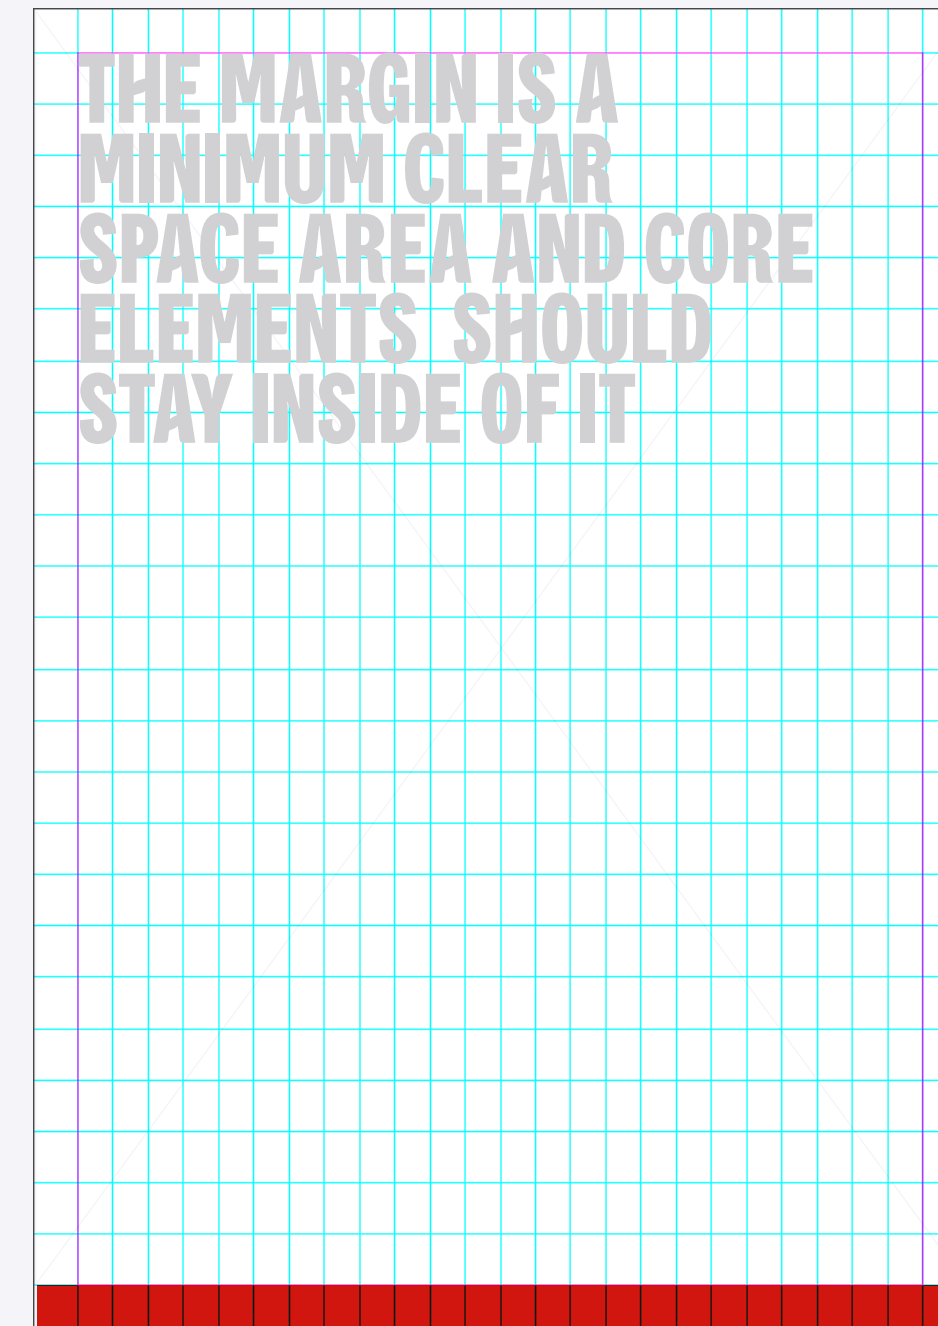 THE MARGIN IS A
MINIMUM CLEAR
SPACE AREA AND CORE
ELEMENTS  SHOULD
STAY INSIDE OF IT